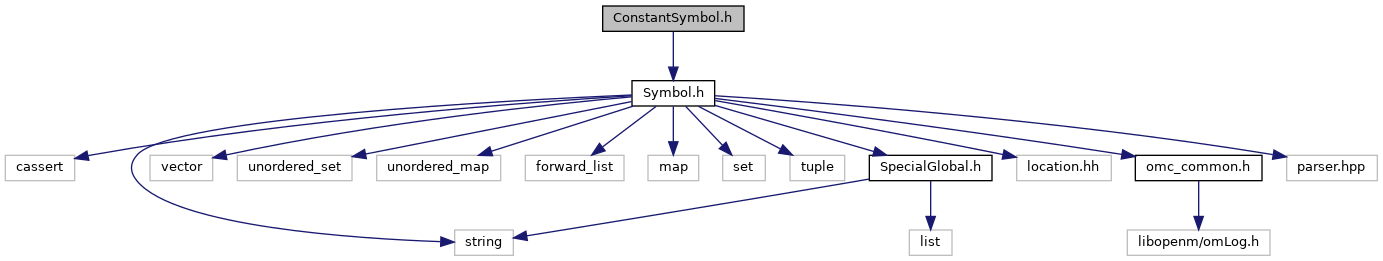 ConstantSymbol.h
Symbol.h
cassert
vector
unordered_set
unordered_map
forward_list
map
set
tuple
SpecialGlobal.h
location.hh
omc_common.h
parser.hpp
string
list
libopenm/omLog.h